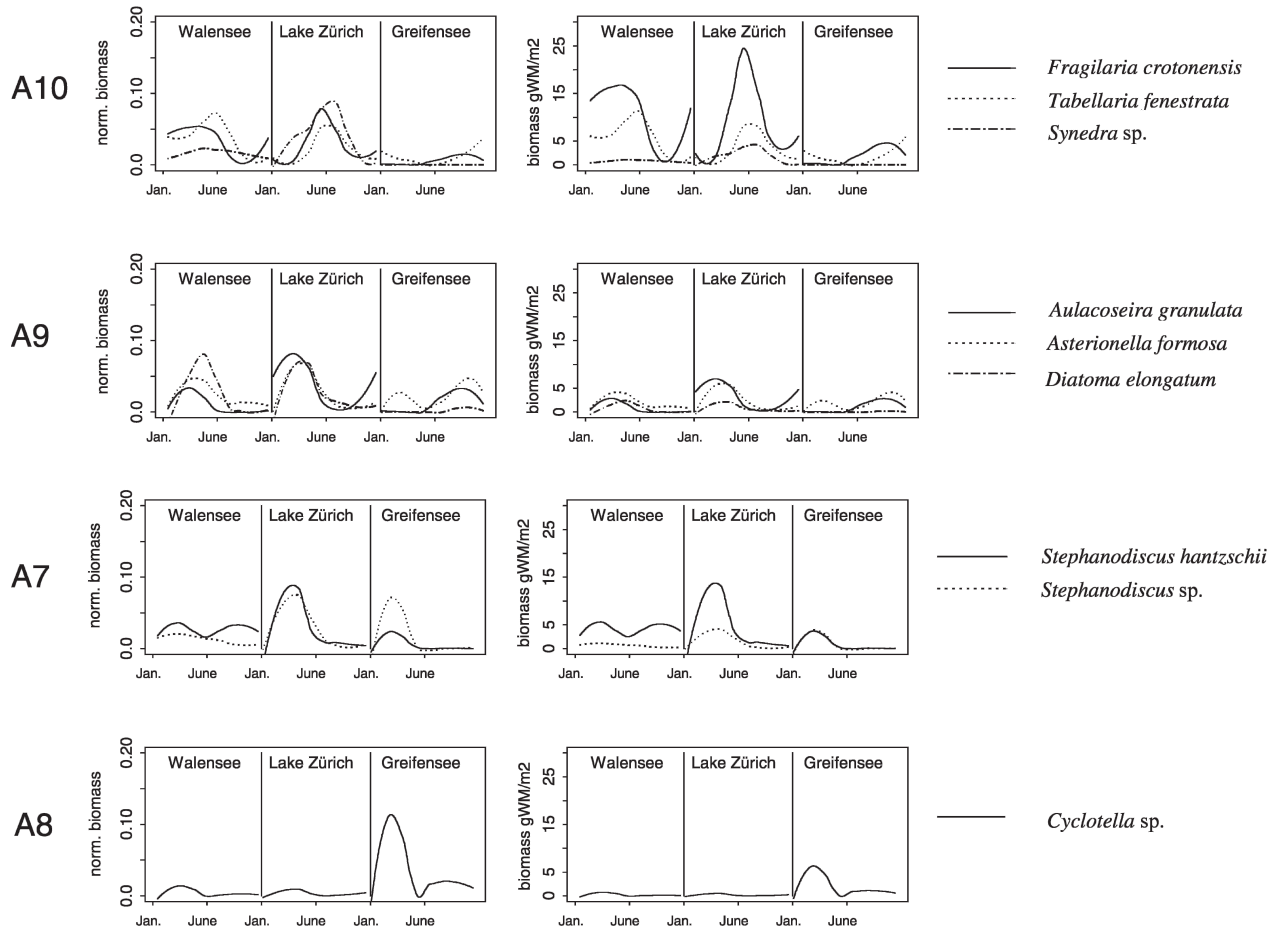 A10
norm. biomass
0.0 0.10 0.20
Walensee Lake Zürich Greifensee
Jan. June Jan. June Jan. June
biomass gWM/m2
0 5 15 25
Walensee Lake Zürich Greifensee
Jan. June Jan. June Jan. June
Fragilaria crotonensis
Tabellaria fenestrata
Synedra sp.
A9
norm. biomass
0.0 0.10 0.20
Walensee Lake Zürich Greifensee
Jan. June Jan. June Jan. June
biomass gWM/m2
0 5 15 25
Walensee Lake Zürich Greifensee
Jan. June Jan. June Jan. June
Aulacoseira granulata
Asterionella formosa
Diatoma elongatum
A7
norm. biomass
0.0 0.10 0.20
Walensee Lake Zürich Greifensee
Jan. June Jan. June Jan. June
biomass gWM/m2
0 5 15 25
Walensee Lake Zürich Greifensee
Jan. June Jan. June Jan. June
Stephanodiscus hantzschii
Stephanodiscus sp.
A8
norm. biomass
0.0 0.10 0.20
Walensee Lake Zürich Greifensee
Jan. June Jan. June Jan. June
biomass gWM/m2
0 5 15 25
Walensee Lake Zürich Greifensee
Jan. June Jan. June Jan. June
Cyclotella sp.